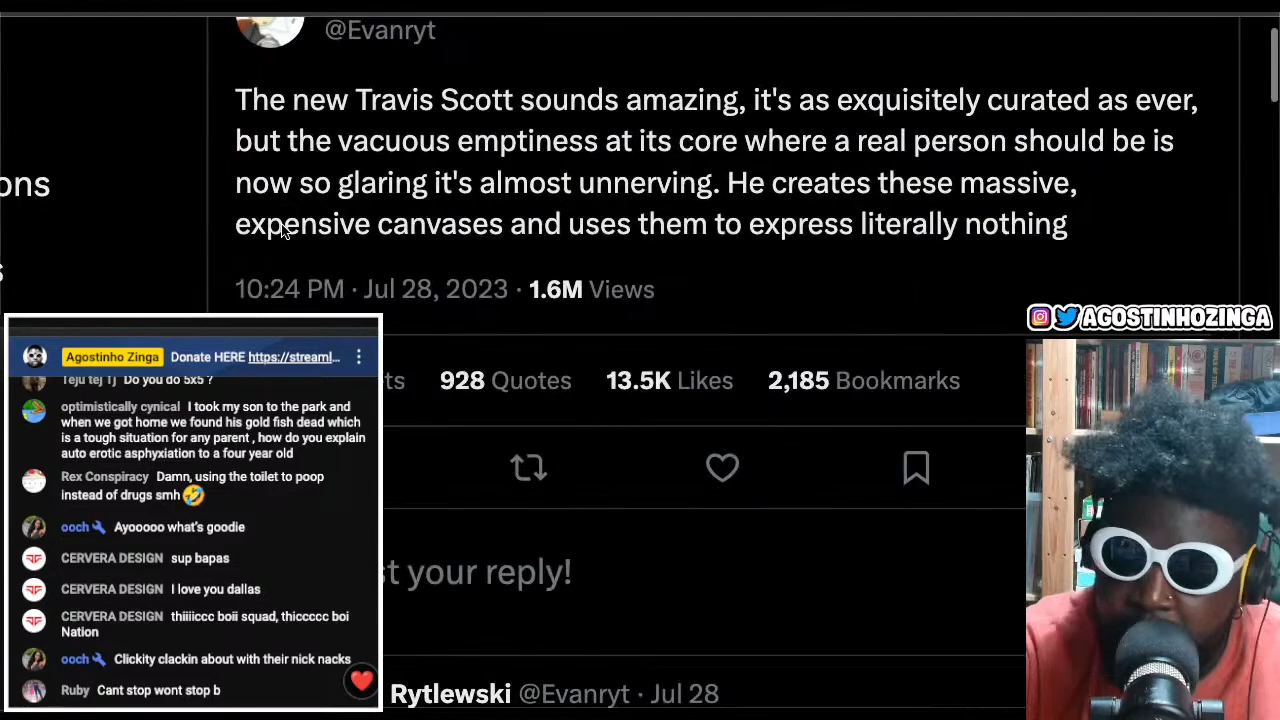 @Evanryt
The new Travis Scott sounds amazing, it's as exquisitely curated as ever,
but the vacuous emptiness at its core where a real person should be is
now so glaring it's almost unnerving. He creates these massive,
expensive canvases and uses them to express literally nothing
10:24 PM · Jul 28, 2023 · 1.6M Views
ons
s
ts 928 Quotes 13.5K Likes 2,185 Bookmarks
t your reply!
Rytlewski @Evanryt · Jul 28
AGOSTINHOZINGA
Agostinho Zinga Donate HERE https://streaml...
Teju tej Tj Do you do 5x5 ?
optimistically cynical I took my son to the park and
when we got home we found his gold fish dead which
is a tough situation for any parent , how do you explain
auto erotic asphyxiation to a four year old
Rex Conspiracy Damn, using the toilet to poop
instead of drugs smh🤣
ooch Ayooooo what's goodie
CERVERA DESIGN sup bapas
CERVERA DESIGN I love you dallas
CERVERA DESIGN thiiiiccc boii squad, thiccccc boi
Nation
ooch Clickity clackin about with their nick nacks
Ruby Cant stop wont stop b